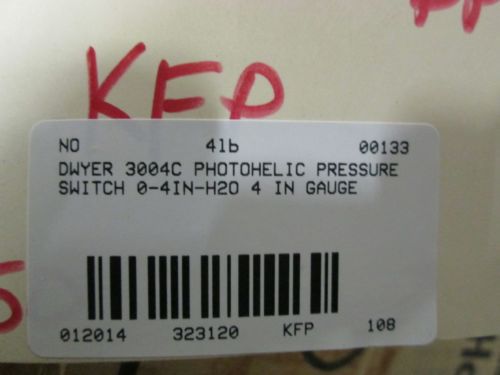 KFP
NO 4lb 00133
DWYER 3004C PHOTOHELIC PRESSURE
SWITCH 0-4IN-H2O 4 IN GAUGE
5
012014 323120 KFP 108